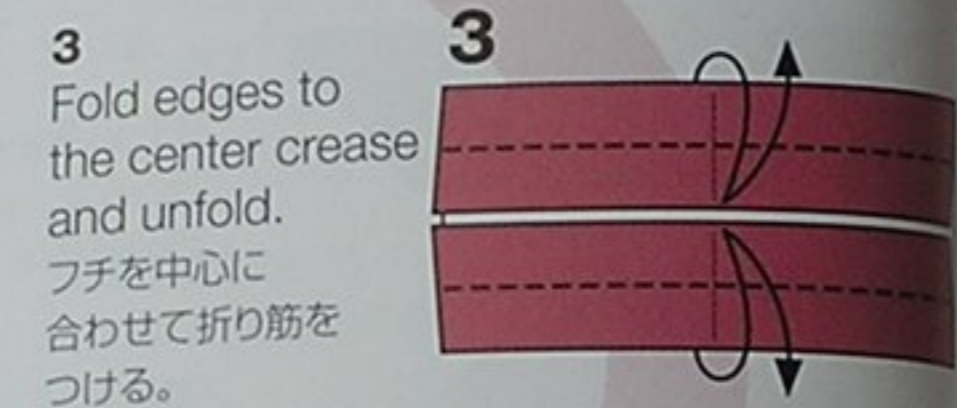 3
Fold edges to
the center crease
and unfold.
フチを中心に
合わせて折り筋を
つける。
3